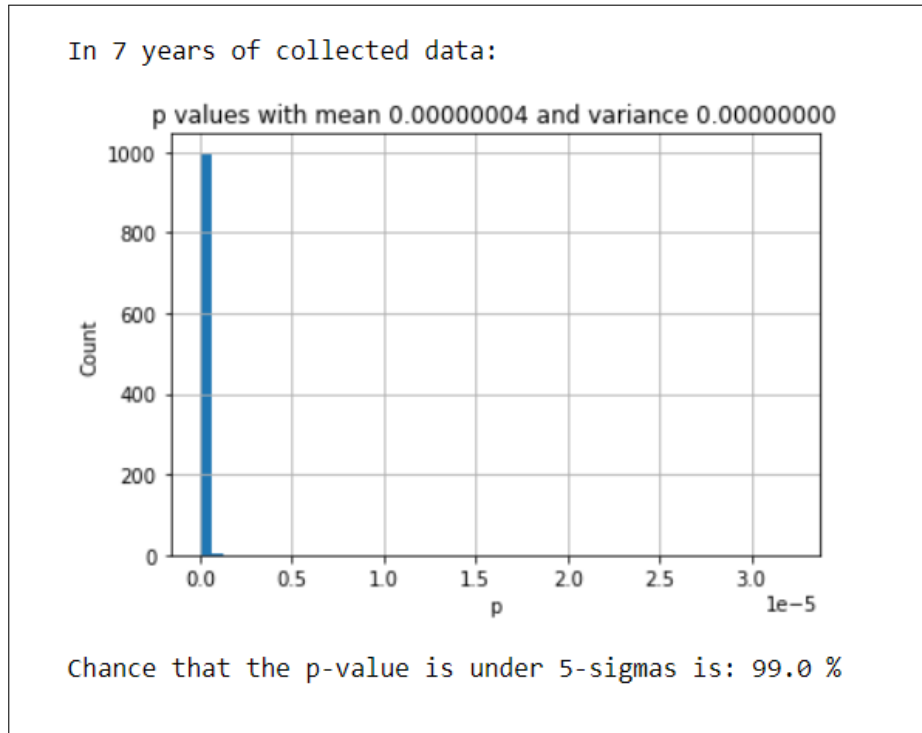 In 7 years of collected data:
p values with mean 0.00000004 and variance 0.00000000
1000
800
600
400
200
0
Count
0.0 0.5 1.0 1.5 2.0 2.5 3.0
1e−5
p
Chance that the p-value is under 5-sigmas is: 99.0 %